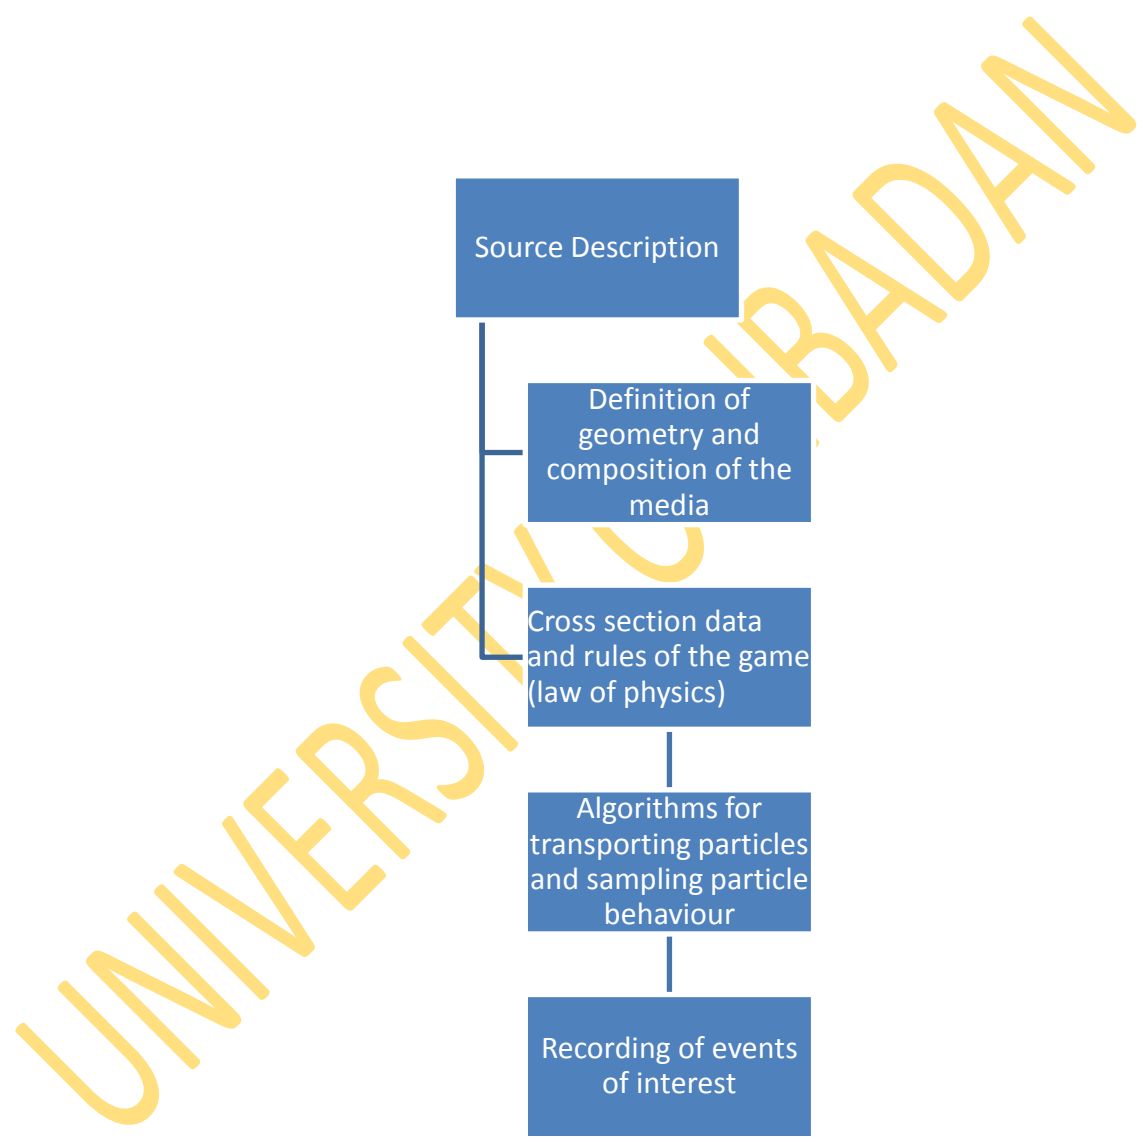 Source Description
Definition of
geometry and
composition of the
media
Cross section data
and rules of the game
(law of physics)
Algorithms for
transporting particles
and sampling particle
behaviour
Recording of events
of interest
UNIVERSITY O IBADAN